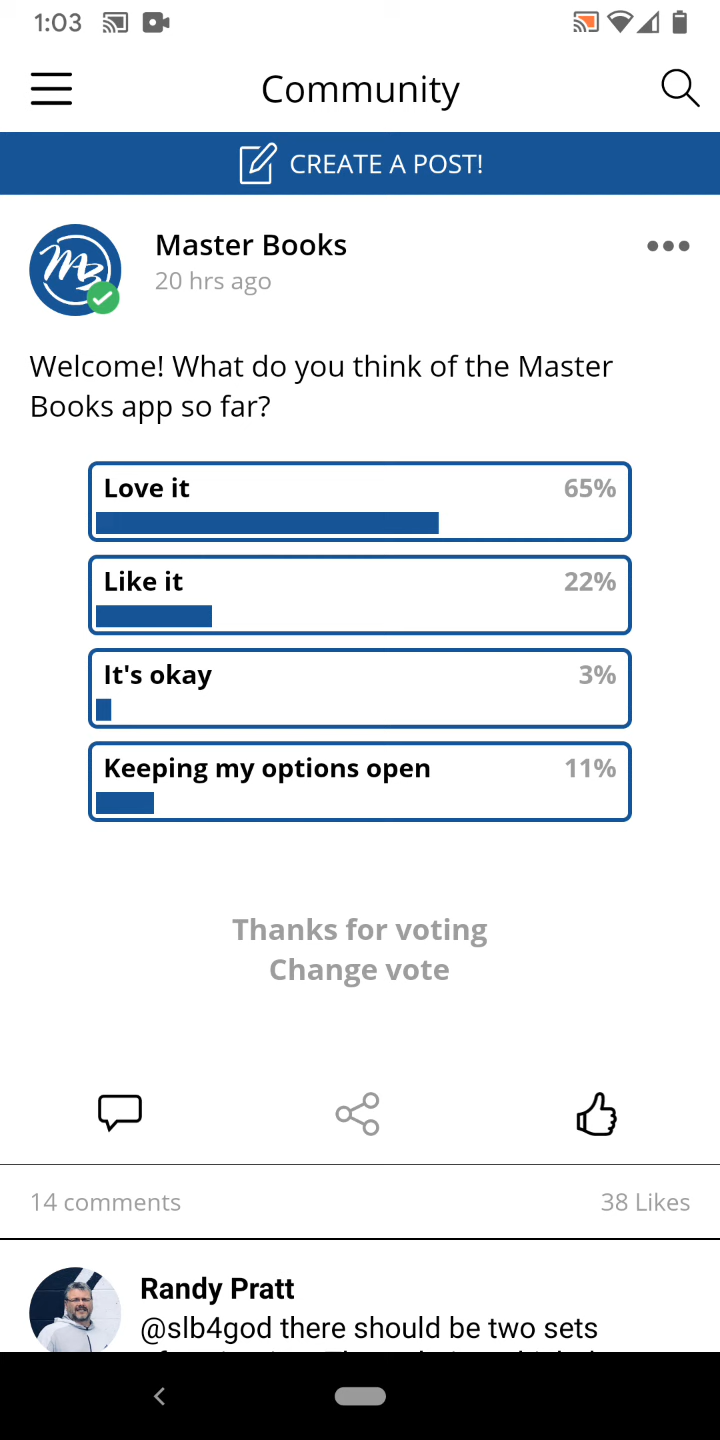 1:03
Community
CREATE A POST!
MB
Master Books
20 hrs ago
Welcome! What do you think of the Master
Books app so far?
Love it 65%
Like it 22%
It's okay 3%
Keeping my options open 11%
Thanks for voting
Change vote
14 comments 38 Likes
Randy Pratt
@slb4god there should be two sets